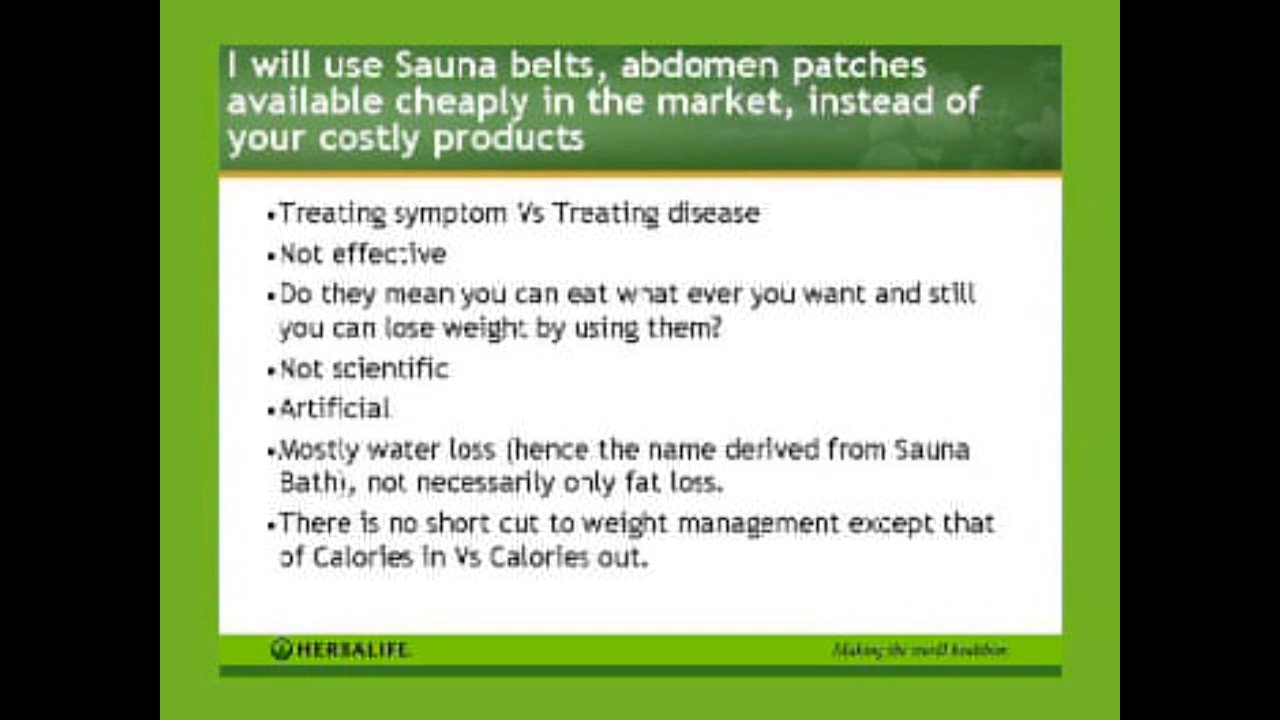 I will use Sauna belts, abdomen patches
available cheaply in the market, instead of
your costly products
•Treating symptom Vs Treating disease
•Not effective
•Do they mean you can eat what ever you want and still
you can lose weight by using them?
•Not scientific
•Artificial
•Mostly water loss (hence the name derived from Sauna
Bath), not necessarily only fat loss.
•There is no short cut to weight management except that
of Calories in Vs Calories out.
HERBALIFE
Making the world healthier.